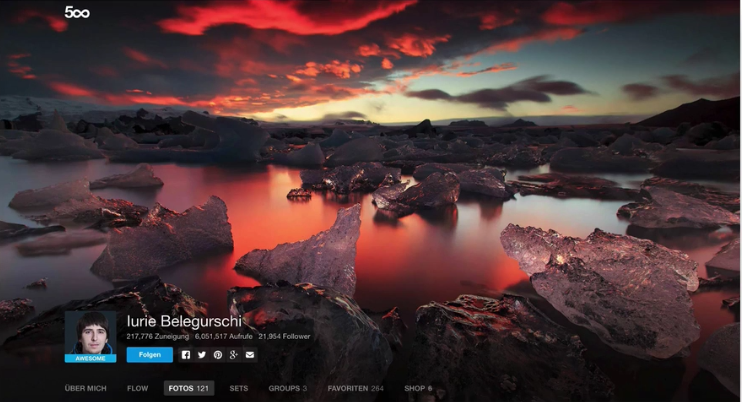 500
Iurie Belegurschi
217,776 Zuneigung 6,051,517 Aufrufe 21,954 Follower
AWESOME
Folgen
ÜBER MICH FLOW FOTOS 121 SETS GROUPS 3 FAVORITEN 264 SHOP 6